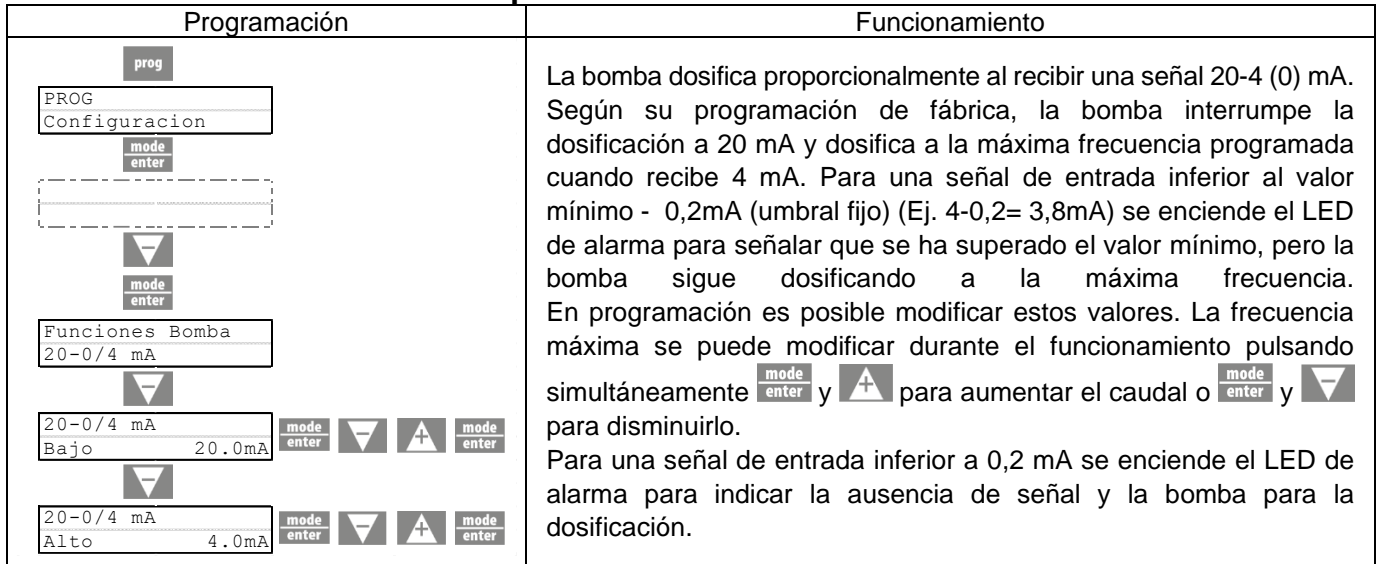 Programación
Funcionamiento
prog
PROG
Configuracion
mode
enter
mode
enter
Funciones Bomba
20-0/4 mA
20-0/4 mA
Bajo 20.0mA
mode
enter
mode
enter
20-0/4 mA
Alto 4.0mA
mode
enter
mode
enter
La bomba dosifica proporcionalmente al recibir una señal 20-4 (0) mA.
Según su programación de fábrica, la bomba interrumpe la
dosificación a 20 mA y dosifica a la máxima frecuencia programada
cuando recibe 4 mA. Para una señal de entrada inferior al valor
mínimo - 0,2mA (umbral fijo) (Ej. 4-0,2= 3,8mA) se enciende el LED
de alarma para señalar que se ha superado el valor mínimo, pero la
bomba sigue dosificando a la máxima frecuencia.
En programación es posible modificar estos valores. La frecuencia
máxima se puede modificar durante el funcionamiento pulsando
simultáneamente mode enter y + para aumentar el caudal o mode enter y −
para disminuirlo.
Para una señal de entrada inferior a 0,2 mA se enciende el LED de
alarma para indicar la ausencia de señal y la bomba para la
dosificación.